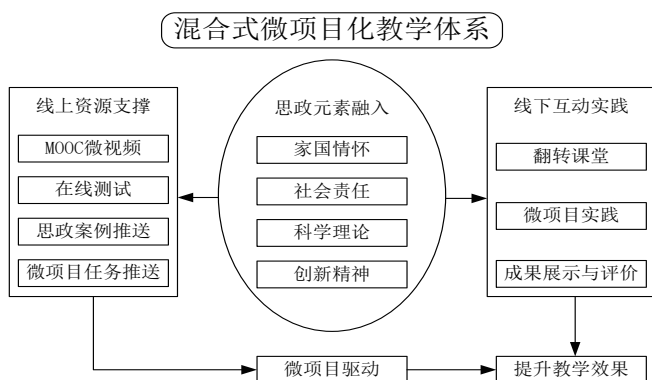 混合式微项目化教学体系
线上资源支撑
MOOC微视频
在线测试
思政案例推送
微项目任务推送
思政元素融入
家国情怀
社会责任
科学理论
创新精神
线下互动实践
翻转课堂
微项目实践
成果展示与评价
微项目驱动
提升教学效果